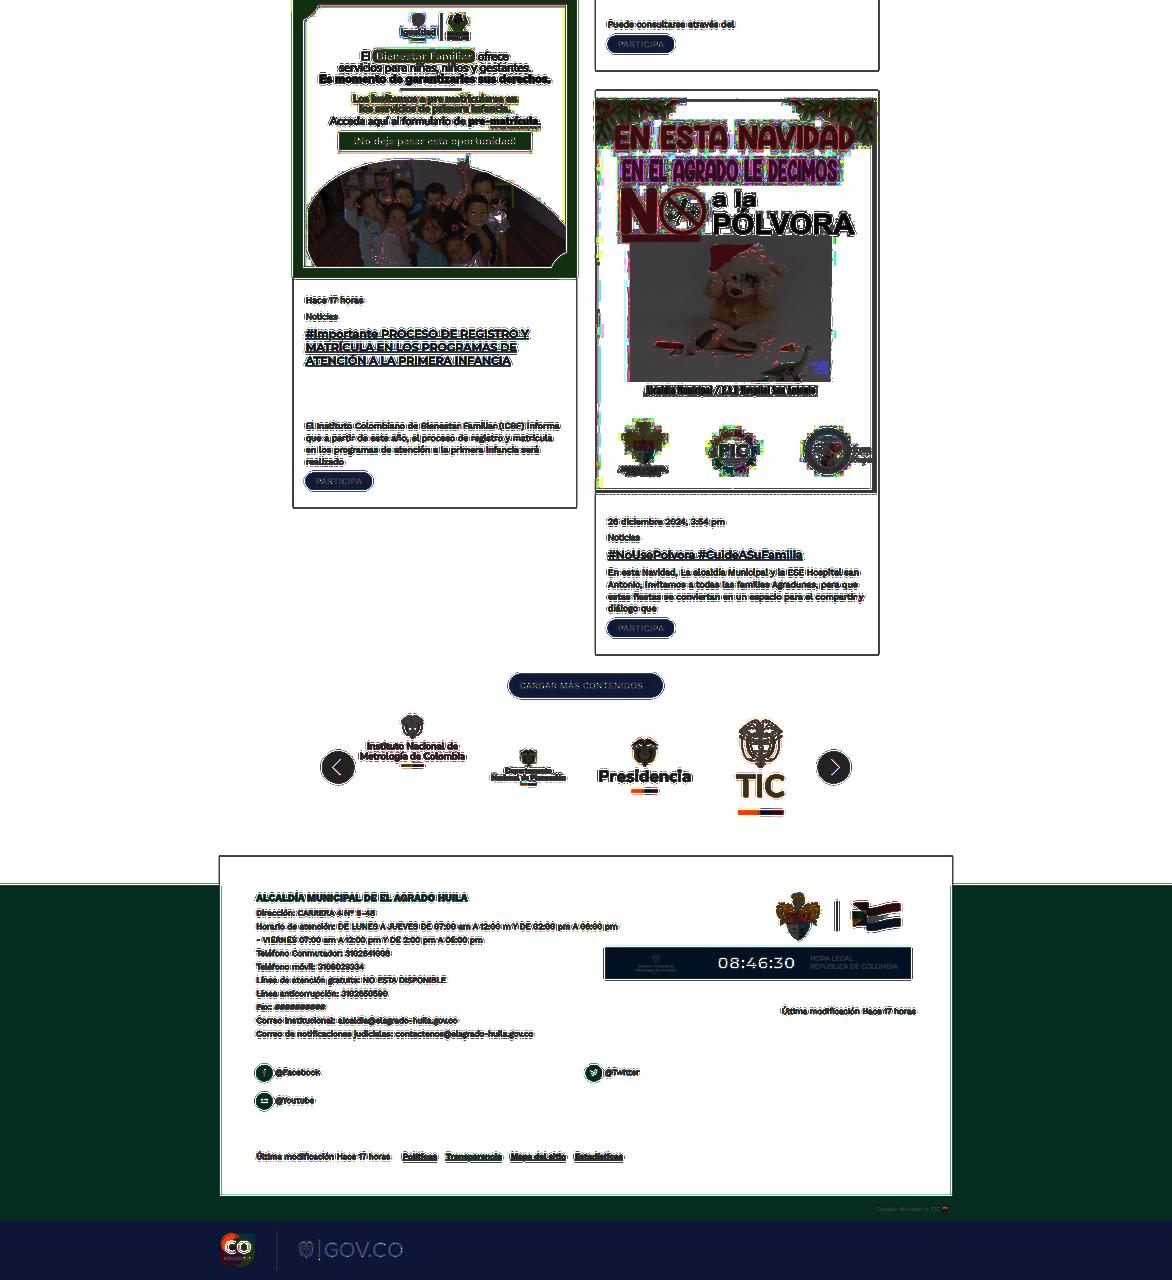 Igualdad
El Bienestar Familiar ofrece
servicios para niñas, niños y gestantes.
Es momento de garantizarles sus derechos.
Los invitamos a pre matricularse en
los servicios de primera infancia.
Acceda aquí al formulario de pre-matrícula.
¡No deje pasar esta oportunidad!
Hace 17 horas
Noticias
#Importante PROCESO DE REGISTRO Y
MATRÍCULA EN LOS PROGRAMAS DE
ATENCIÓN A LA PRIMERA INFANCIA
El Instituto Colombiano de Bienestar Familiar (ICBF) informa
que a partir de este año, el proceso de registro y matrícula
en los programas de atención a la primera infancia será
realizado
PARTICIPA
Puede consultarse através del
PARTICIPA
EN ESTA NAVIDAD
EN EL AGRADO LE DECIMOS
NO a la
PÓLVORA
Alcaldía Municipal / E.S.E Hospital San Antonio
PIC
26 diciembre 2024, 3:54 pm
Noticias
#NoUsePolvora #CuideASuFamilia
En esta Navidad, La alcaldía Municipal y la ESE Hospital san
Antonio, invitamos a todas las familias Agradunas, para que
estas fiestas se conviertan en un espacio para el compartir y
diálogo que
PARTICIPA
CARGAR MÁS CONTENIDOS
Instituto Nacional de
Metrología de Colombia
Departamento
Nacional de Planeación
Presidencia
TIC
ALCALDÍA MUNICIPAL DE EL AGRADO HUILA
Dirección: CARRERA 4 Nº 5-48
Horario de atención: DE LUNES A JUEVES DE 07:00 am A 12:00 m Y DE 02:00 pm A 06:00 pm
- VIERNES 07:00 am A 12:00 pm Y DE 2:00 pm A 05:00 pm
Teléfono Conmutador:
Teléfono móvil:
Línea de atención gratuita: NO ESTA DISPONIBLE
Línea anticorrupción:
Fax: ##########
Correo institucional: alcaldia@elagrado-huila.gov.co
Correo de notificaciones judiciales: contactenos@elagrado-huila.gov.co
08:46:30
HORA LEGAL
REPÚBLICA DE COLOMBIA
Última modificación Hace 17 horas
@Facebook
@Twitter
@Youtube
Última modificación Hace 17 horas Políticas Transparencia Mapa del sitio Estadísticas
Creado Ministerio TIC
CO
GOV.CO